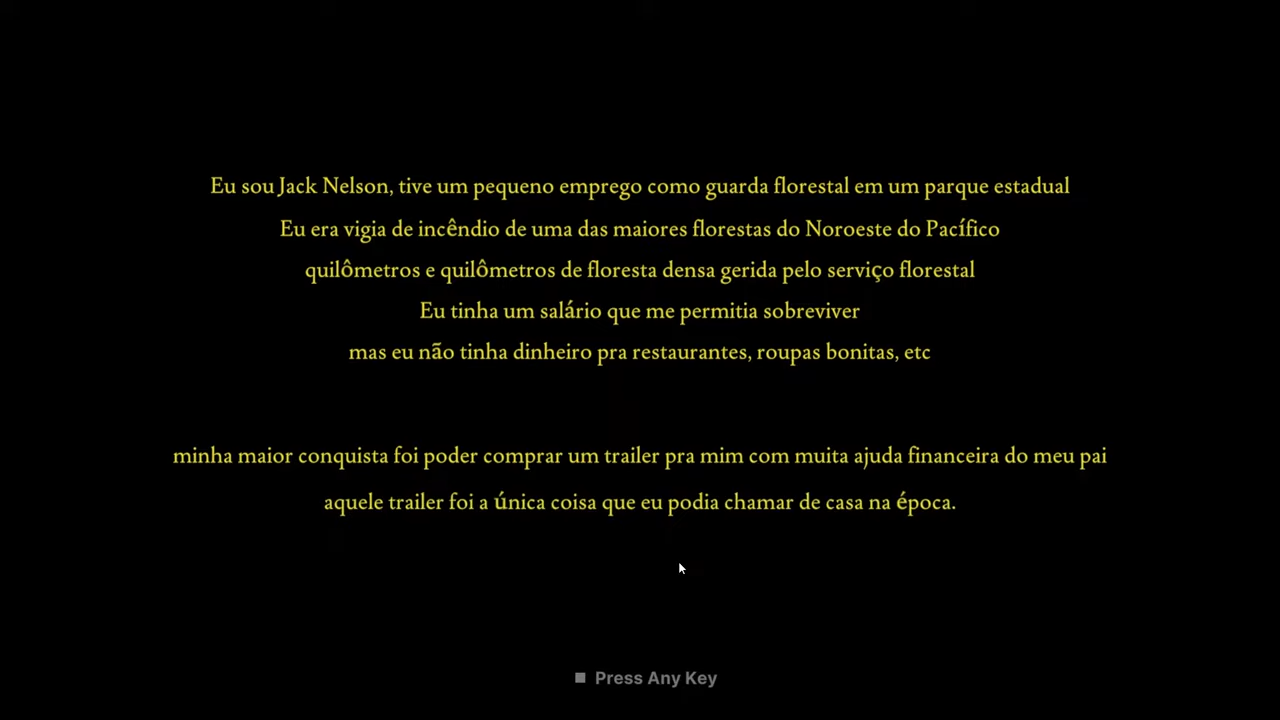 Eu sou Jack Nelson, tive um pequeno emprego como guarda florestal em um parque estadual
Eu era vigia de incêndio de uma das maiores florestas do Noroeste do Pacífico
quilômetros e quilômetros de floresta densa gerida pelo serviço florestal
Eu tinha um salário que me permitia sobreviver
mas eu não tinha dinheiro pra restaurantes, roupas bonitas, etc
minha maior conquista foi poder comprar um trailer pra mim com muita ajuda financeira do meu pai
aquele trailer foi a única coisa que eu podia chamar de casa na época.
Press Any Key